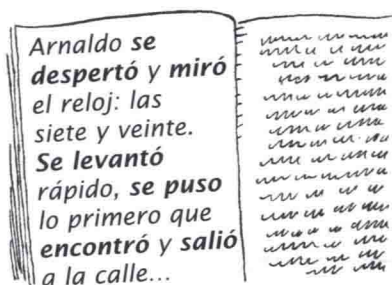 Arnaldo se
despertó y miró
el reloj: las
siete y veinte.
Se levantó
rápido, se puso
lo primero que
encontró y salió
a la calle...